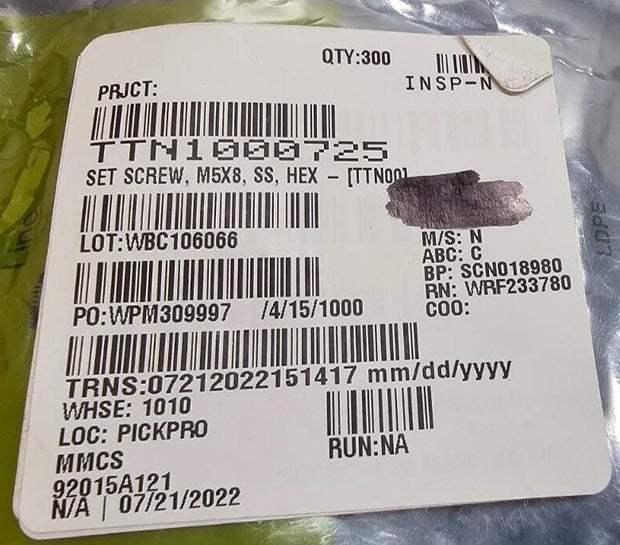 QTY:300
INSP-N
PRJCT:
TTN1000725
SET SCREW, M5X8, SS, HEX - [TTN001
LOT:WBC106066
M/S: N
ABC: C
BP: SCN018980
RN: WRF233780
COO:
PO:WPM309997 /4/15/1000
TRNS:07212022151417 mm/dd/yyyy
WHSE: 1010
LOC: PICKPRO
RUN:NA
MMCS
92015A121
N/A | 07/21/2022
LDPE